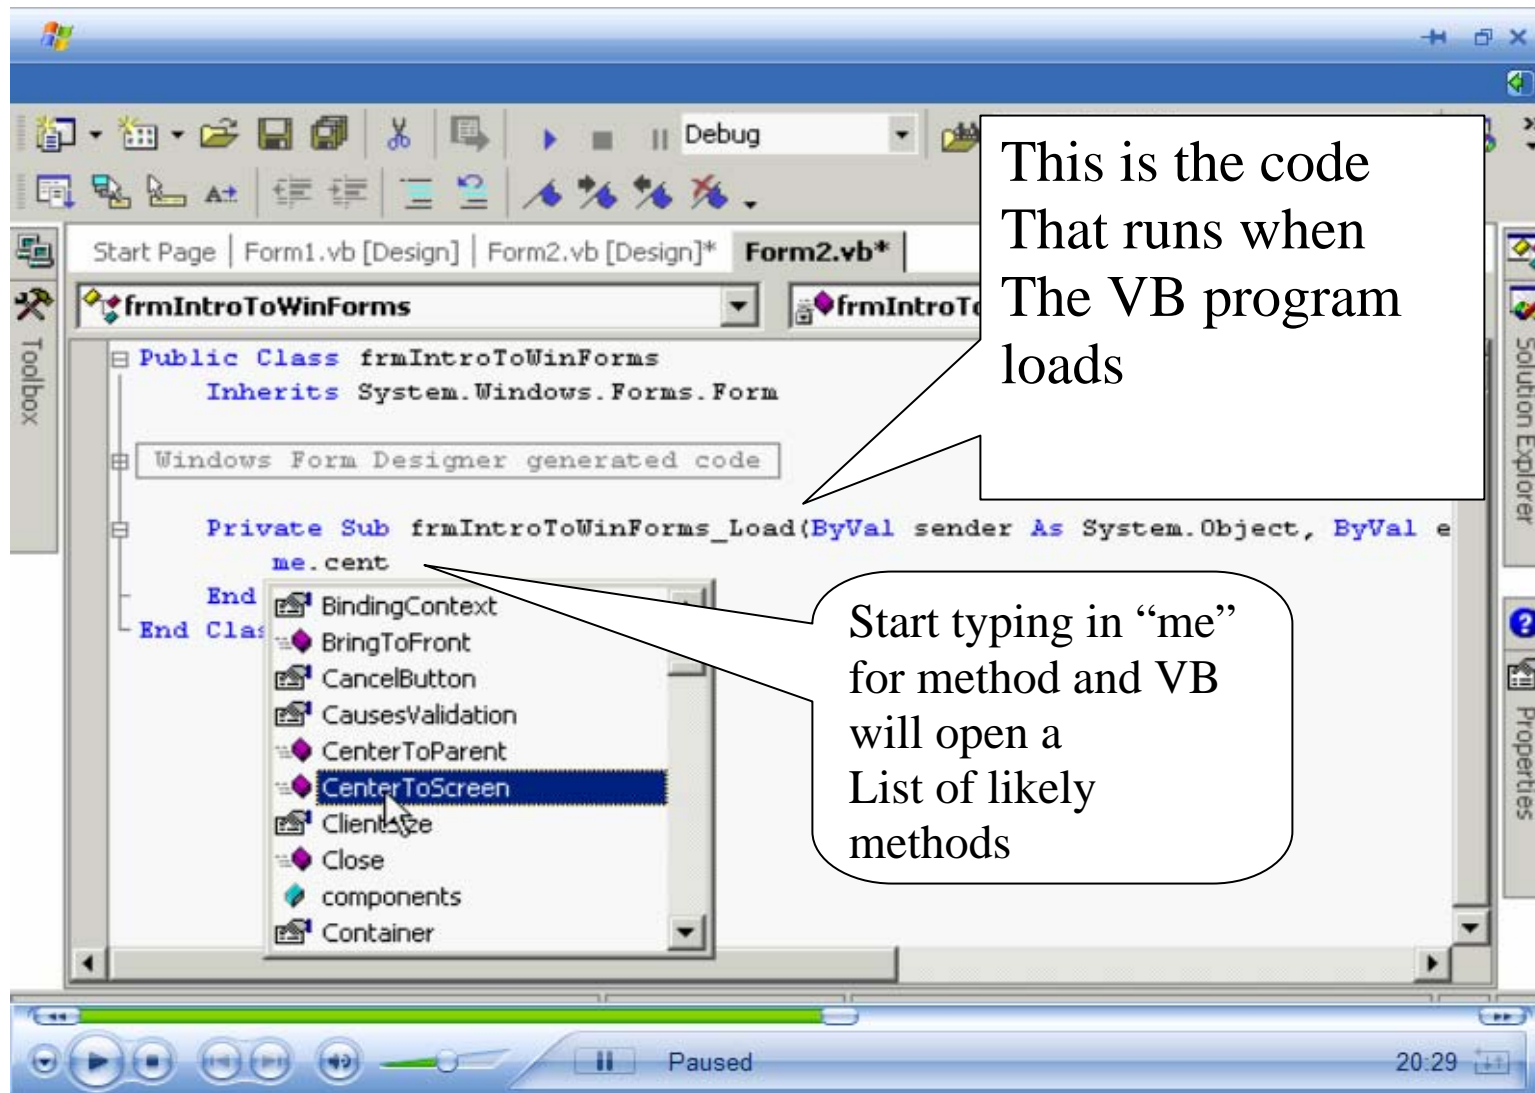 Debug
This is the code
That runs when
The VB program
loads
Start Page | Form1.vb [Design] | Form2.vb [Design]* Form2.vb*
frmIntroToWinForms
Toolbox
Solution Explorer
Properties
Public Class frmIntroToWinForms
Inherits System.Windows.Forms.Form
Windows Form Designer generated code
Private Sub frmIntroToWinForms_Load(ByVal sender As System.Object, ByVal e
me.cent
End
End Clas
BindingContext
BringToFront
CancelButton
CausesValidation
CenterToParent
CenterToScreen
ClientSize
Close
components
Container
Start typing in “me”
for method and VB
will open a
List of likely
methods
Paused
20:29